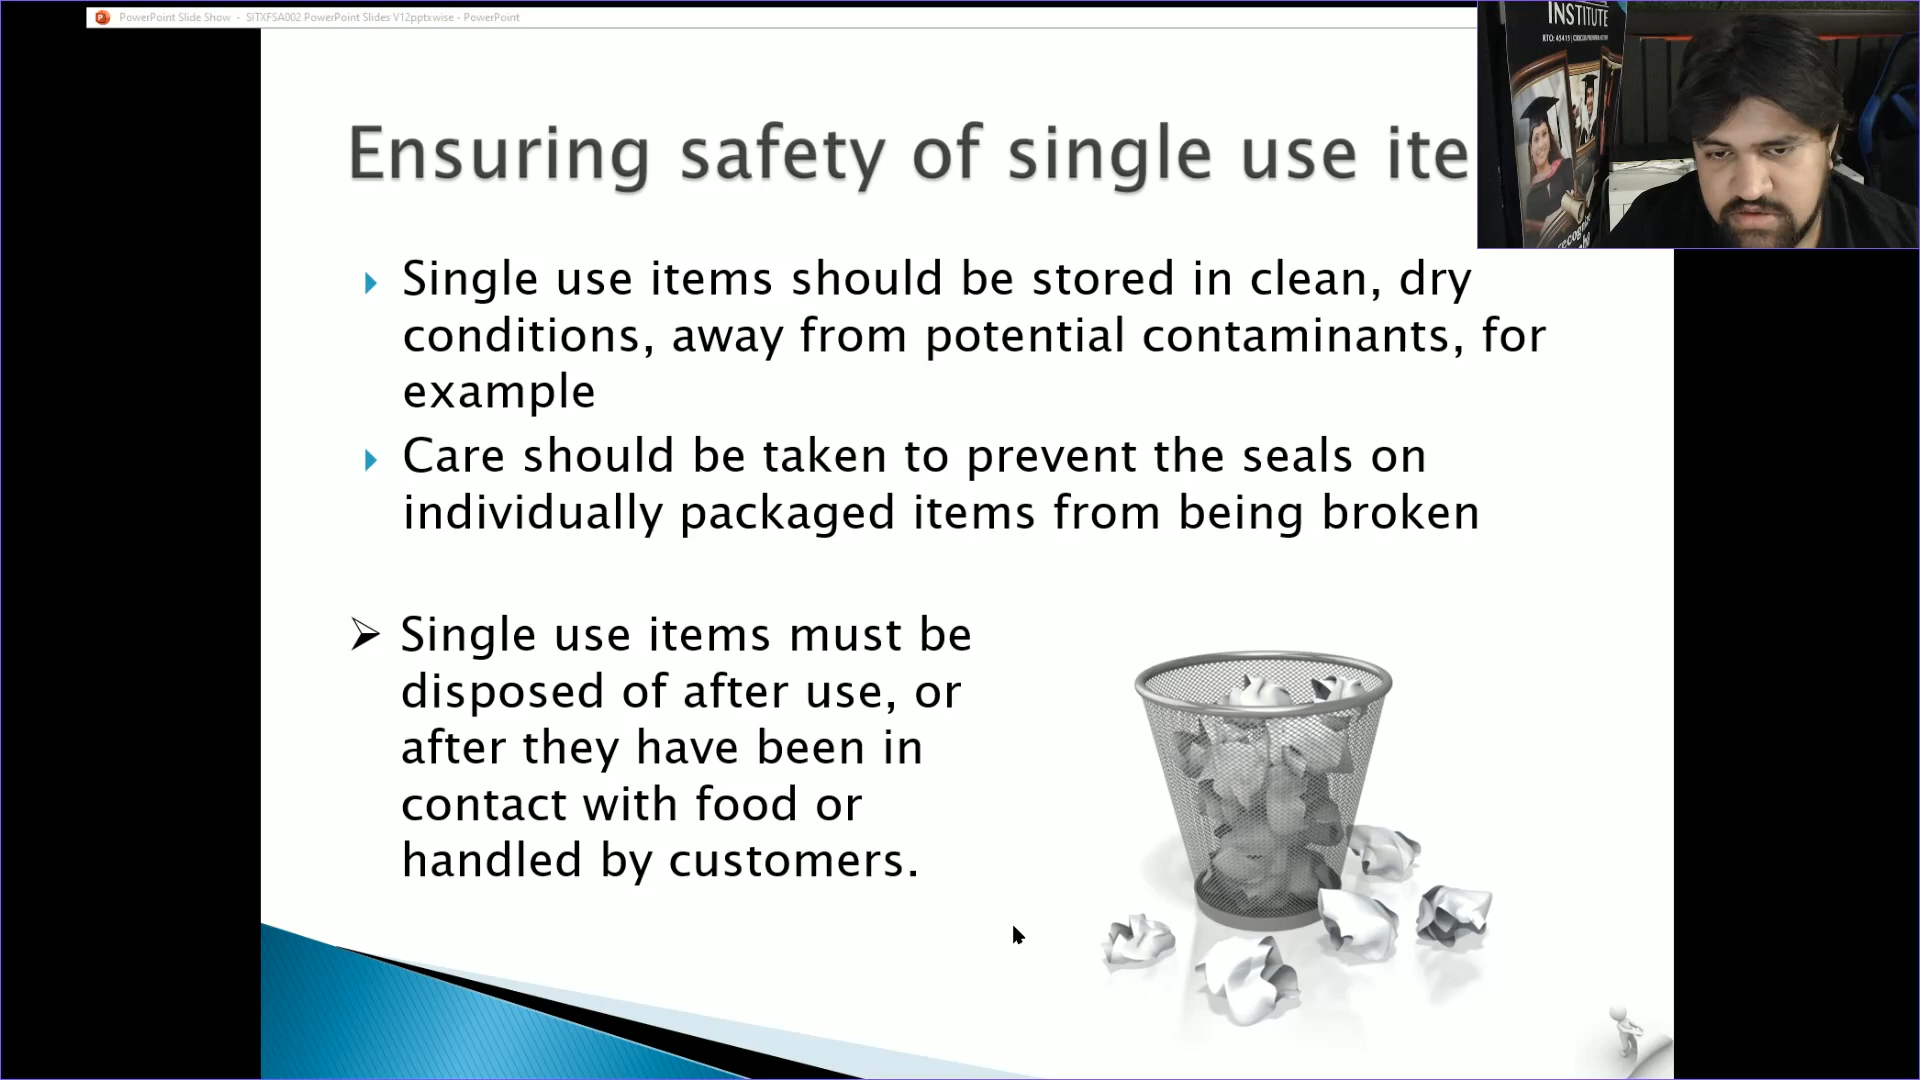 PowerPoint Slide Show - SITXFSA002 PowerPoint Slides V12pptxwise - PowerPoint
INSTITUTE
Ensuring safety of single use ite
Single use items should be stored in clean, dry
conditions, away from potential contaminants, for
example
Care should be taken to prevent the seals on
individually packaged items from being broken
Single use items must be
disposed of after use, or
after they have been in
contact with food or
handled by customers.